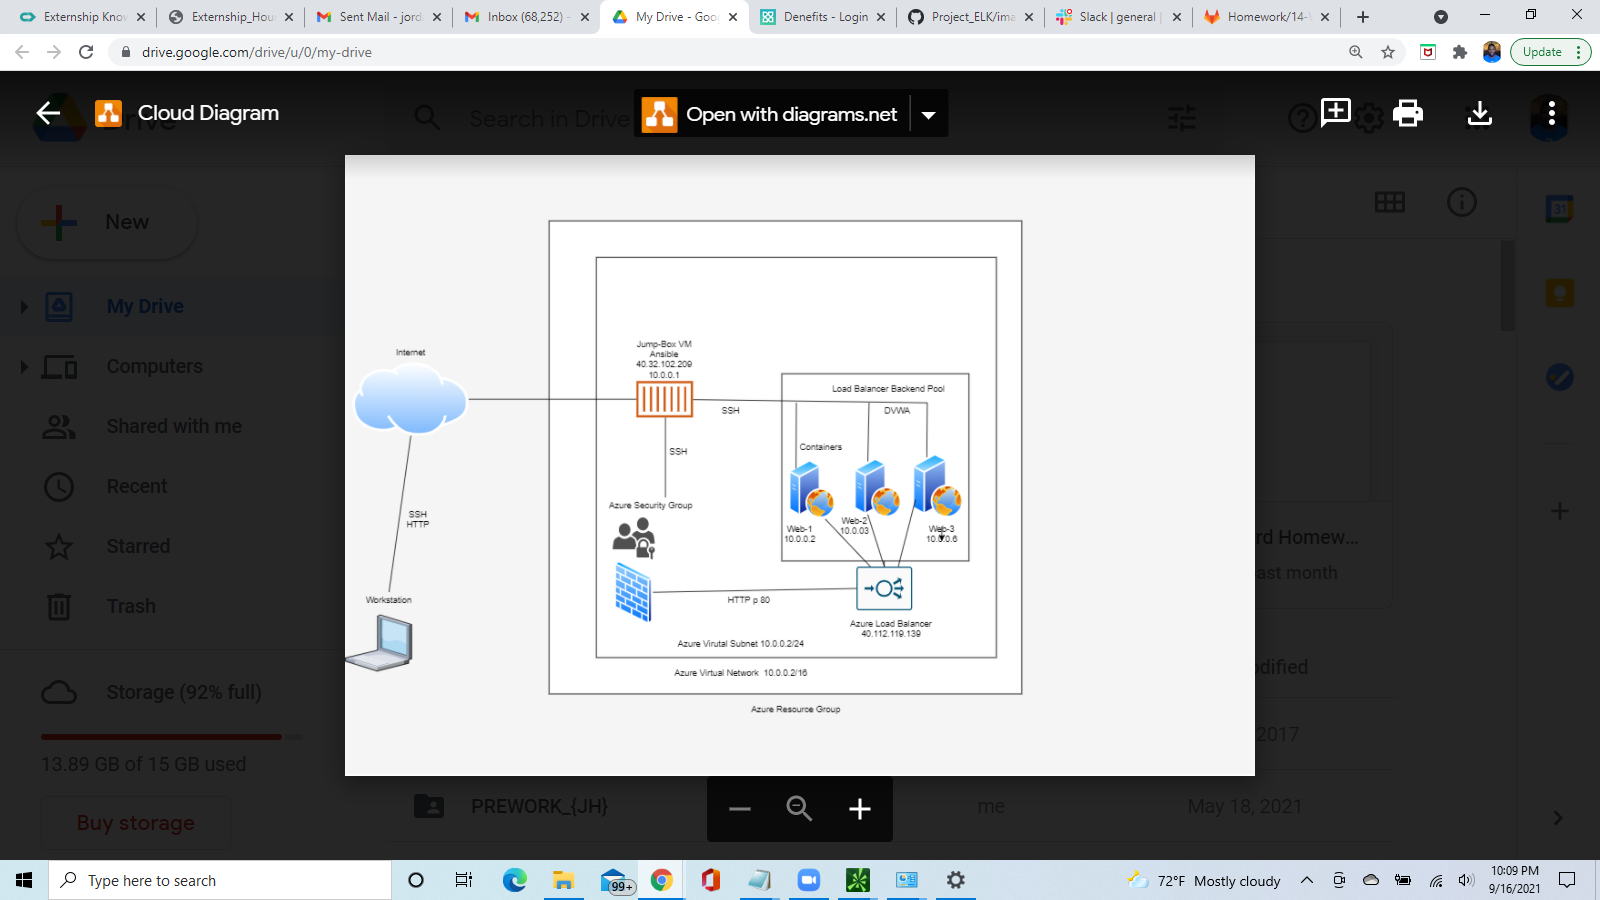 Externship Know
Externship_Hou
Sent Mail - jord
Inbox (68,252) -
My Drive - Goo
Denefits - Login
Project_ELK/ima
Slack | general |
Homework/14-
drive.google.com/drive/u/0/my-drive
Update
Cloud Diagram
Search in Drive
Open with diagrams.net
New
My Drive
Computers
Shared with me
Recent
Starred
Trash
Storage (92% full)
13.89 GB of 15 GB used
Buy storage
Internet
SSH
HTTP
Workstation
Jump-Box VM
Ansible
40.32.102.209
10.0.0.1
SSH
SSH
Load Balancer Backend Pool
DVWA
Containers
Web-1
10.0.0.2
Web-2
10.0.03
Web-3
10.0.0.6
Azure Security Group
HTTP p 80
Azure Load Balancer
40.112.119.139
Azure Virutal Subnet 10.0.0.2/24
Azure Virtual Network 10.0.0.2/16
Azure Resource Group
31
rd Homew...
ast month
odified
2017
PREWORK_{JH}
me
May 18, 2021
Type here to search
99+
72°F Mostly cloudy
10:09 PM
9/16/2021